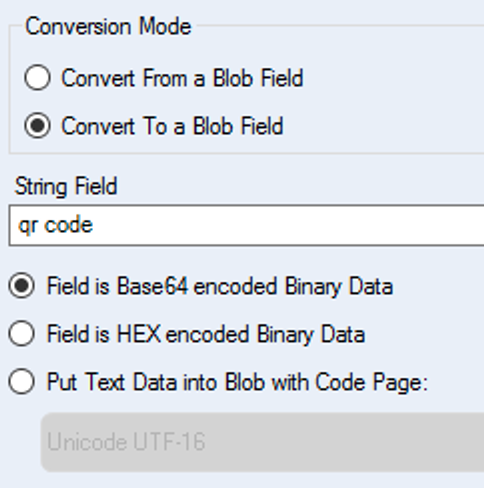 Conversion Mode
Convert From a Blob Field
Convert To a Blob Field
String Field
qr code
Field is Base64 encoded Binary Data
Field is HEX encoded Binary Data
Put Text Data into Blob with Code Page:
Unicode UTF-16